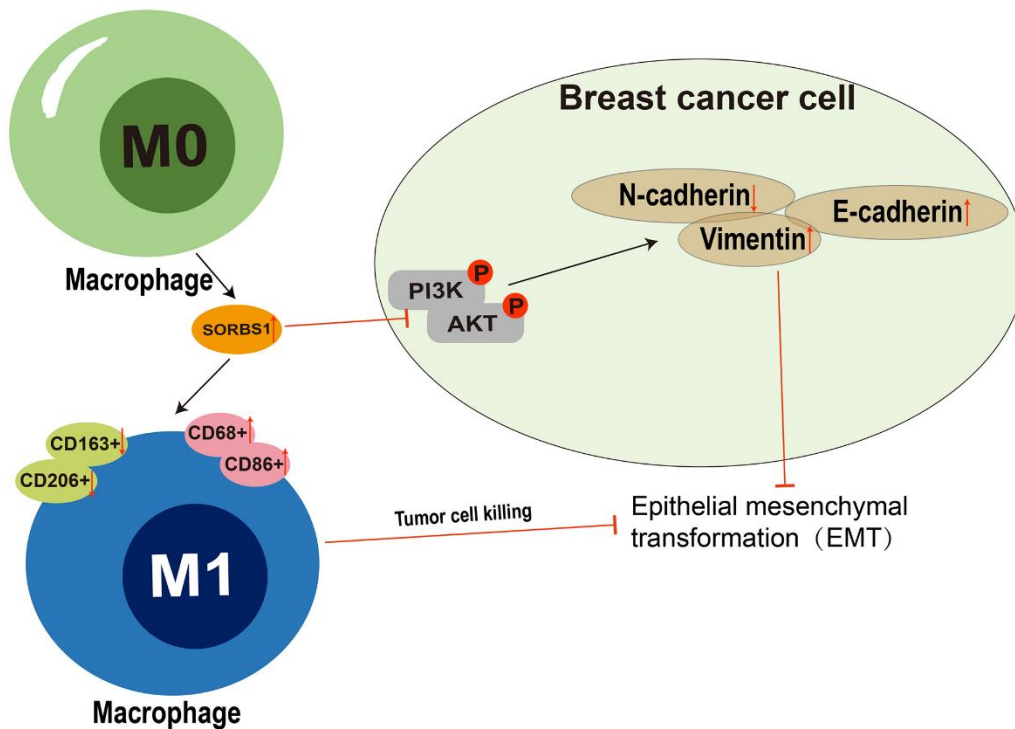 M0
Macrophage
SORBS1↑
CD163+↓
CD206+↓
CD68+↑
CD86+↑
M1
Macrophage
Tumor cell killing
Breast cancer cell
N-cadherin↓
E-cadherin↑
Vimentin↑
P
PI3K
P
AKT
Epithelial mesenchymal
transformation（EMT）